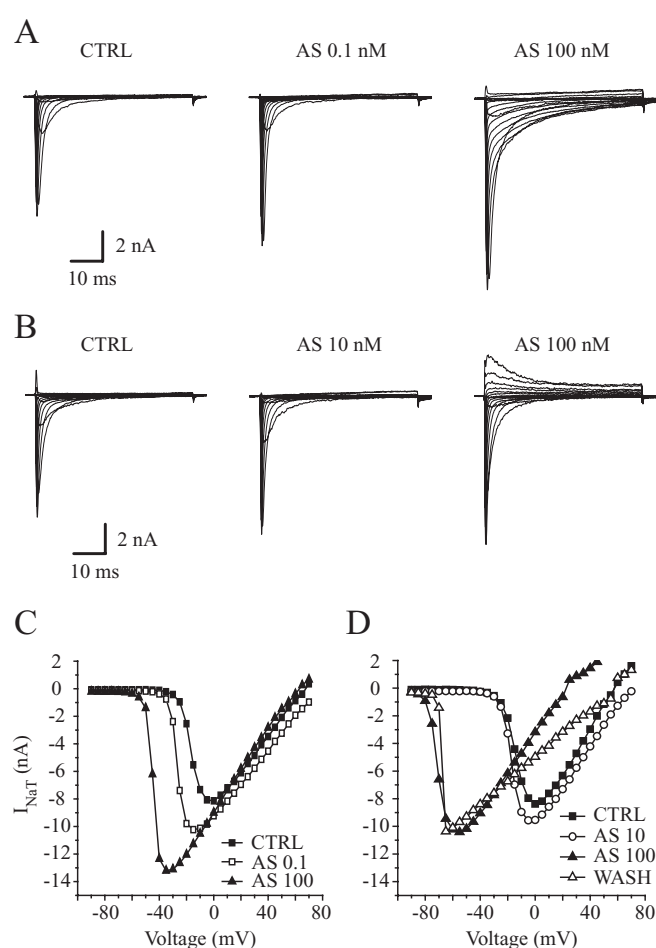 A
CTRL AS 0.1 nM AS 100 nM
2 nA
10 ms
B
CTRL AS 10 nM AS 100 nM
2 nA
10 ms
C
2
0
-2
-4
-6
-8
-10
-12
-14
I_NaT (nA)
CTRL
AS 0.1
AS 100
-80 -40 0 40 80
Voltage (mV)
D
2
0
-2
-4
-6
-8
-10
-12
-14
CTRL
AS 10
AS 100
WASH
-80 -40 0 40 80
Voltage (mV)